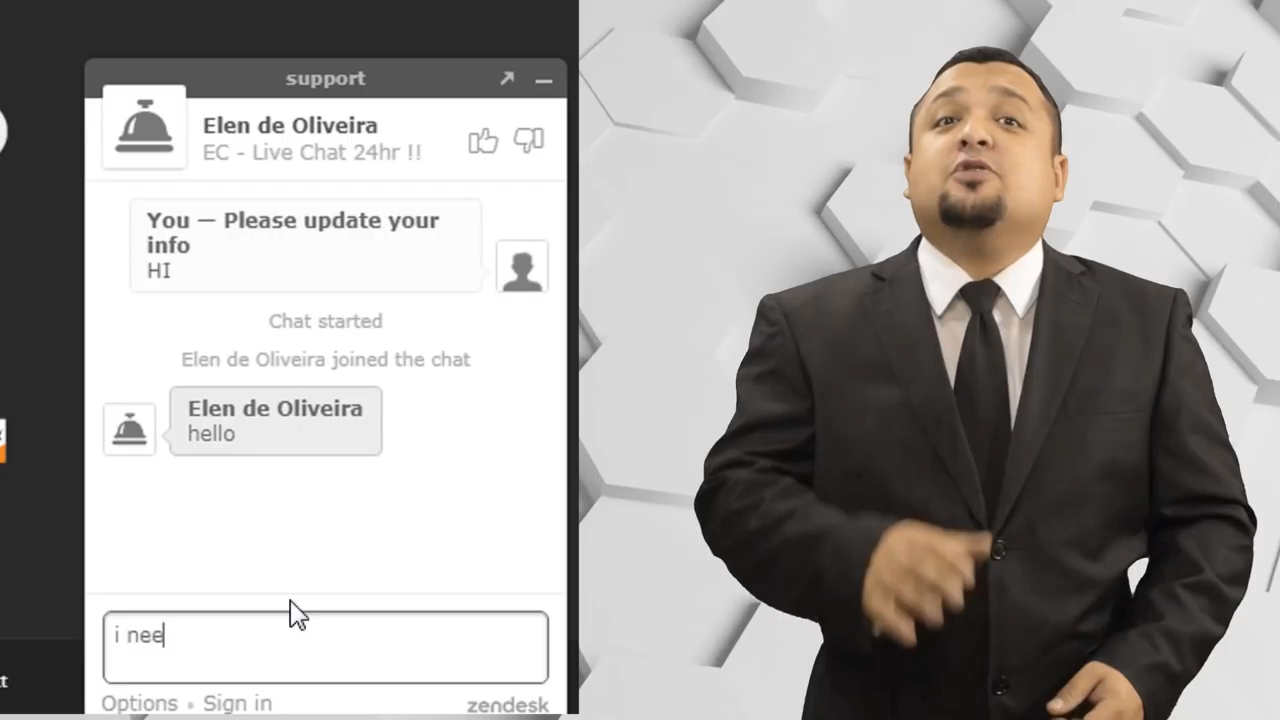 support
Elen de Oliveira
EC - Live Chat 24hr !!
You — Please update your
info
HI
Chat started
Elen de Oliveira joined the chat
Elen de Oliveira
hello
i nee
Options • Sign in
zendesk